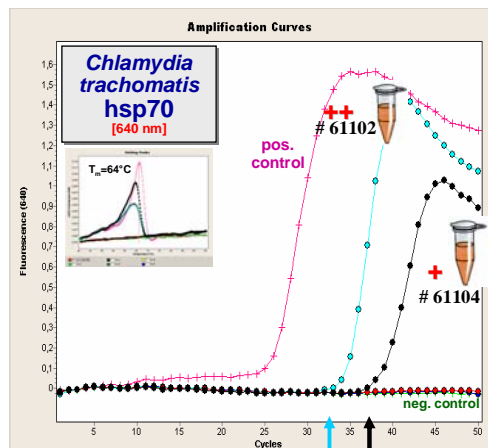 Amplification Curves
Chlamydia
trachomatis
hsp70
[640 nm]
Tm=64°C
pos.
control
++
# 61102
+
# 61104
neg. control
Fluorescence (640)
1,6
1,5
1,4
1,3
1,2
1,1
1
0,9
0,8
0,7
0,6
0,5
0,4
0,3
0,2
0,1
0
5
10
15
20
25
30
35
40
45
50
Cycles